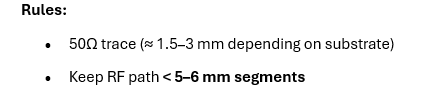 Rules:
• 50Ω trace (≈ 1.5–3 mm depending on substrate)
• Keep RF path < 5–6 mm segments